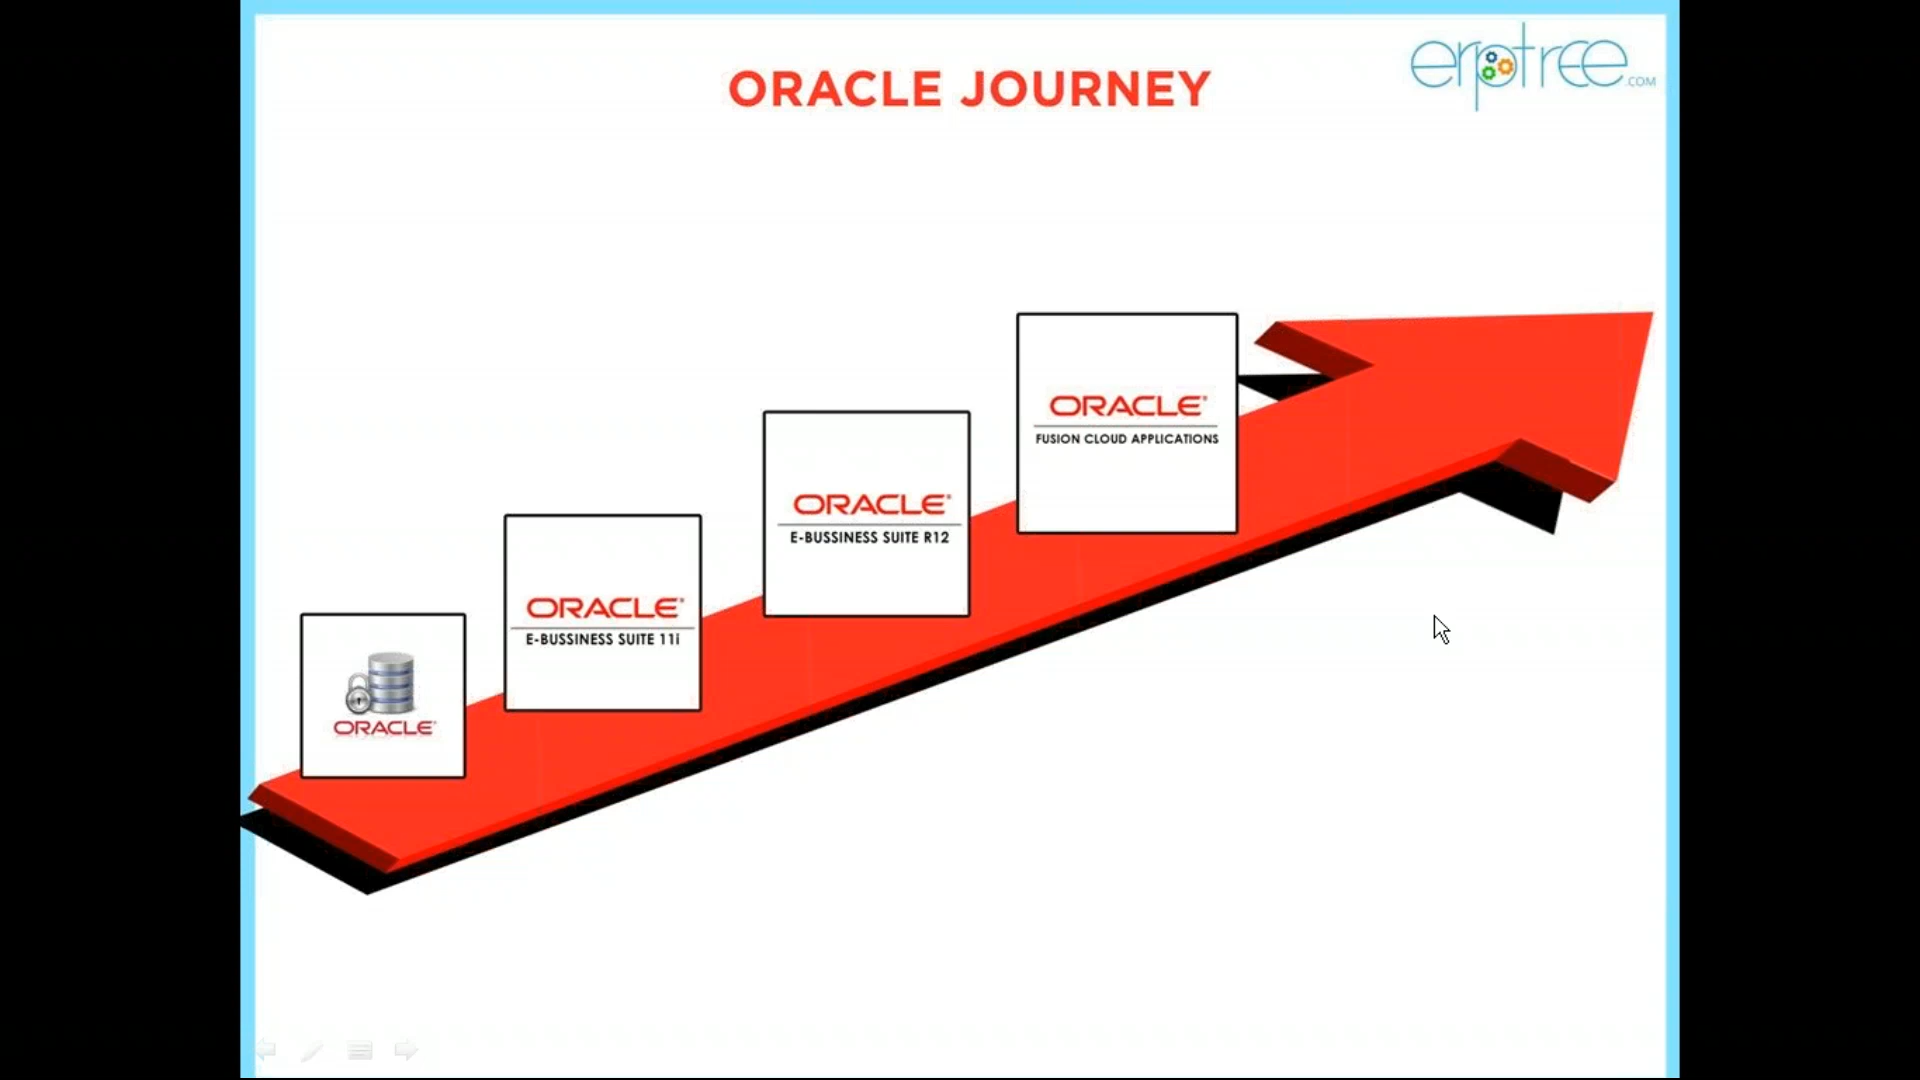 ORACLE JOURNEY
erptree.COM
ORACLE
FUSION CLOUD APPLICATIONS
ORACLE
E-BUSSINESS SUITE R12
ORACLE
E-BUSSINESS SUITE 11i
ORACLE